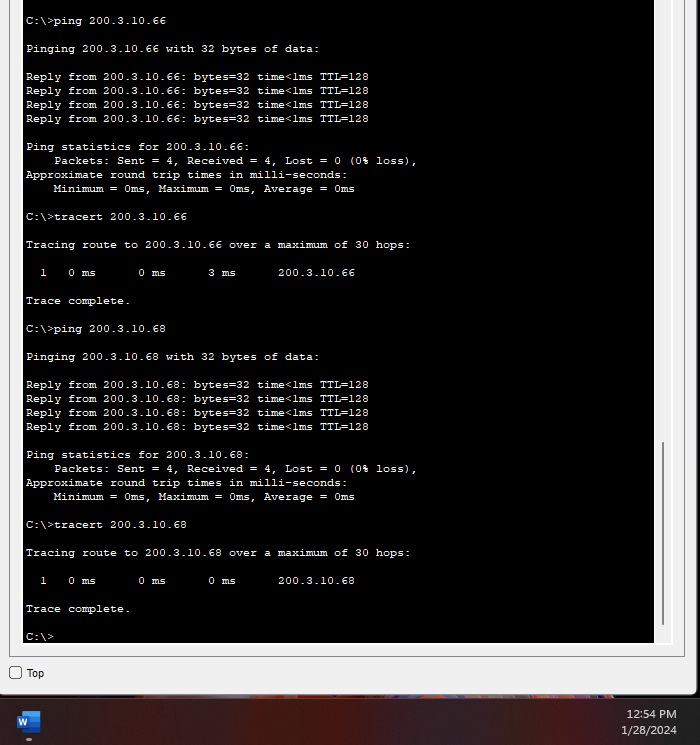 C:\>ping 200.3.10.66
Pinging 200.3.10.66 with 32 bytes of data:
Reply from 200.3.10.66: bytes=32 time<1ms TTL=128
Reply from 200.3.10.66: bytes=32 time<1ms TTL=128
Reply from 200.3.10.66: bytes=32 time<1ms TTL=128
Reply from 200.3.10.66: bytes=32 time<1ms TTL=128
Ping statistics for 200.3.10.66:
    Packets: Sent = 4, Received = 4, Lost = 0 (0% loss),
Approximate round trip times in milli-seconds:
    Minimum = 0ms, Maximum = 0ms, Average = 0ms
C:\>tracert 200.3.10.66
Tracing route to 200.3.10.66 over a maximum of 30 hops:
  1   0 ms      0 ms      3 ms      200.3.10.66
Trace complete.
C:\>ping 200.3.10.68
Pinging 200.3.10.68 with 32 bytes of data:
Reply from 200.3.10.68: bytes=32 time<1ms TTL=128
Reply from 200.3.10.68: bytes=32 time<1ms TTL=128
Reply from 200.3.10.68: bytes=32 time<1ms TTL=128
Reply from 200.3.10.68: bytes=32 time<1ms TTL=128
Ping statistics for 200.3.10.68:
    Packets: Sent = 4, Received = 4, Lost = 0 (0% loss),
Approximate round trip times in milli-seconds:
    Minimum = 0ms, Maximum = 0ms, Average = 0ms
C:\>tracert 200.3.10.68
Tracing route to 200.3.10.68 over a maximum of 30 hops:
  1   0 ms      0 ms      0 ms      200.3.10.68
Trace complete.
C:\>
Top
W
12:54 PM
1/28/2024